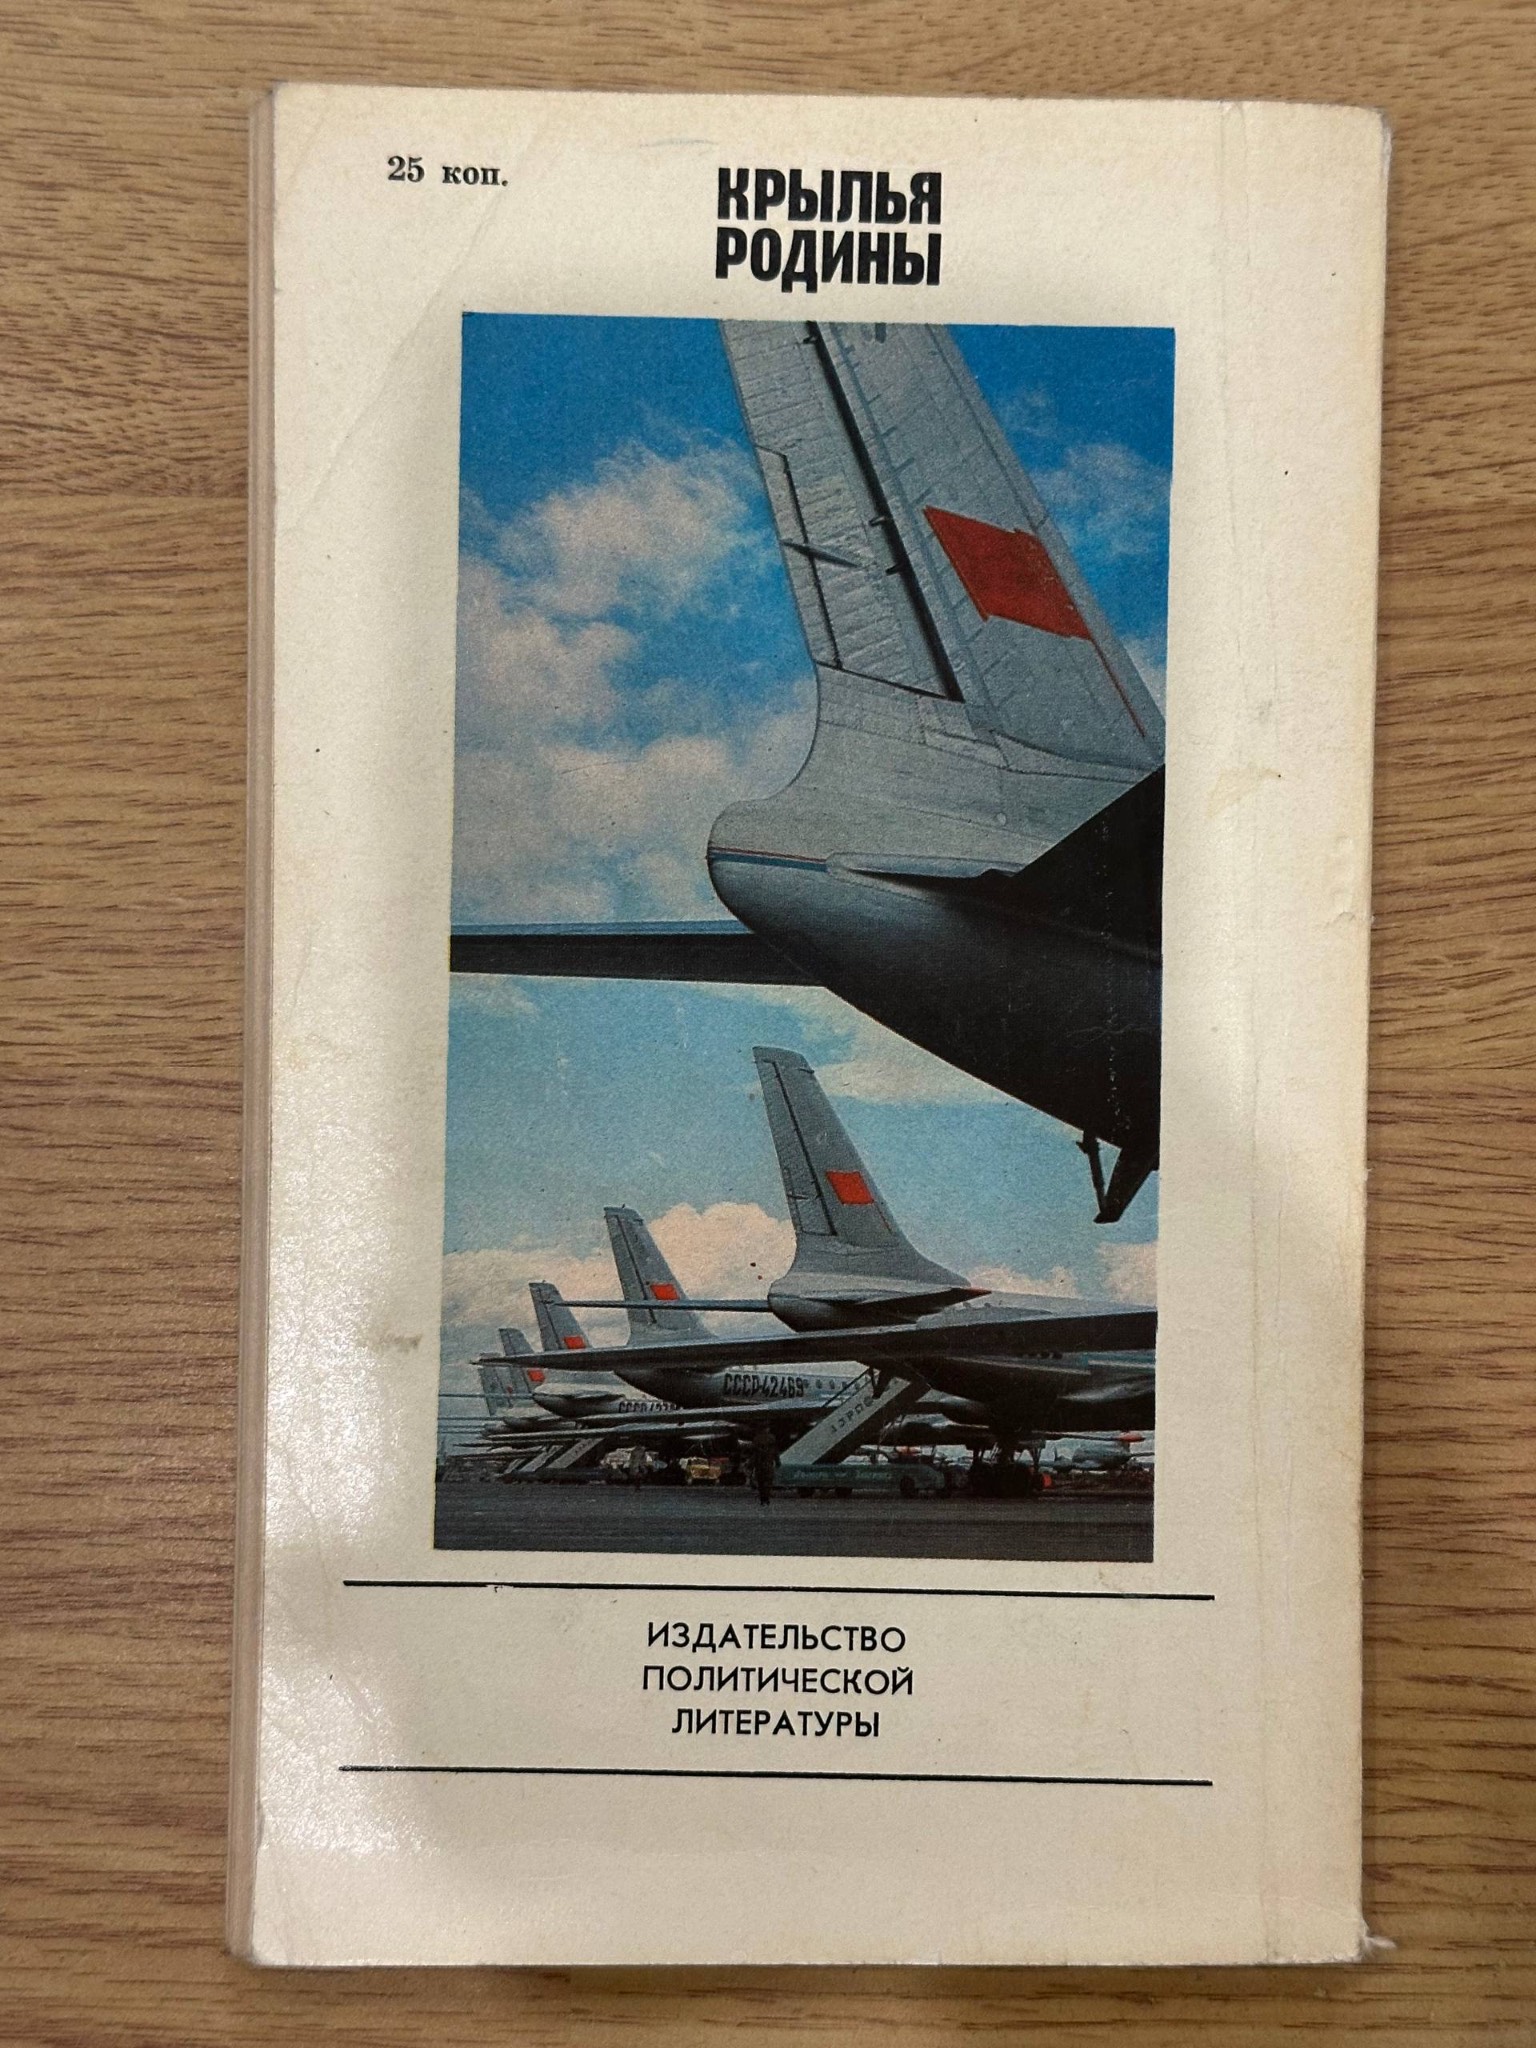 25 коп.
КРЫЛЬЯ
РОДИНЫ
СССР-42469
ИЗДАТЕЛЬСТВО
ПОЛИТИЧЕСКОЙ
ЛИТЕРАТУРЫ